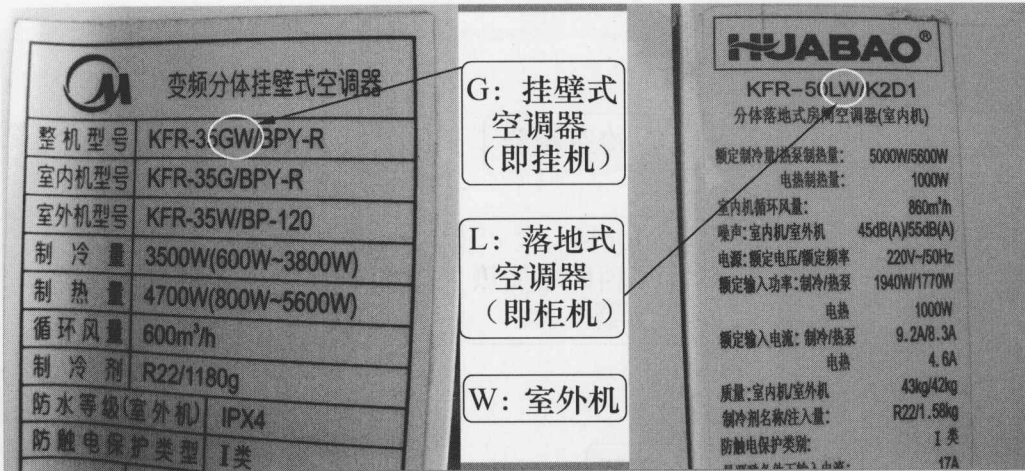 变频分体挂壁式空调器
整机型号 KFR-35GW/BPY-R
室内机型号 KFR-35G/BPY-R
室外机型号 KFR-35W/BP-120
制冷量 3500W(600W~3800W)
制热量 4700W(800W~5600W)
循环风量 600m³/h
制冷剂 R22/1180g
防水等级(室外机) IPX4
防触电保护类型 I类
G：挂壁式
空调器
（即挂机）
L：落地式
空调器
（即柜机）
W：室外机
HUABAO®
KFR-50LW/K2D1
分体落地式房间空调器(室内机)
额定制冷量/热泵制热量： 5000W/5600W
电热制热量： 1000W
室内机循环风量： 860m³/h
噪声：室内机/室外机 45dB(A)/55dB(A)
电源：额定电压/额定频率 220V~/50Hz
额定输入功率：制冷/热泵 1940W/1770W
电热 1000W
额定输入电流：制冷/热泵 9.2A/8.3A
电热 4.6A
质量：室内机/室外机 43kg/42kg
制冷剂名称/注入量： R22/1.58kg
防触电保护类别： I 类
17A